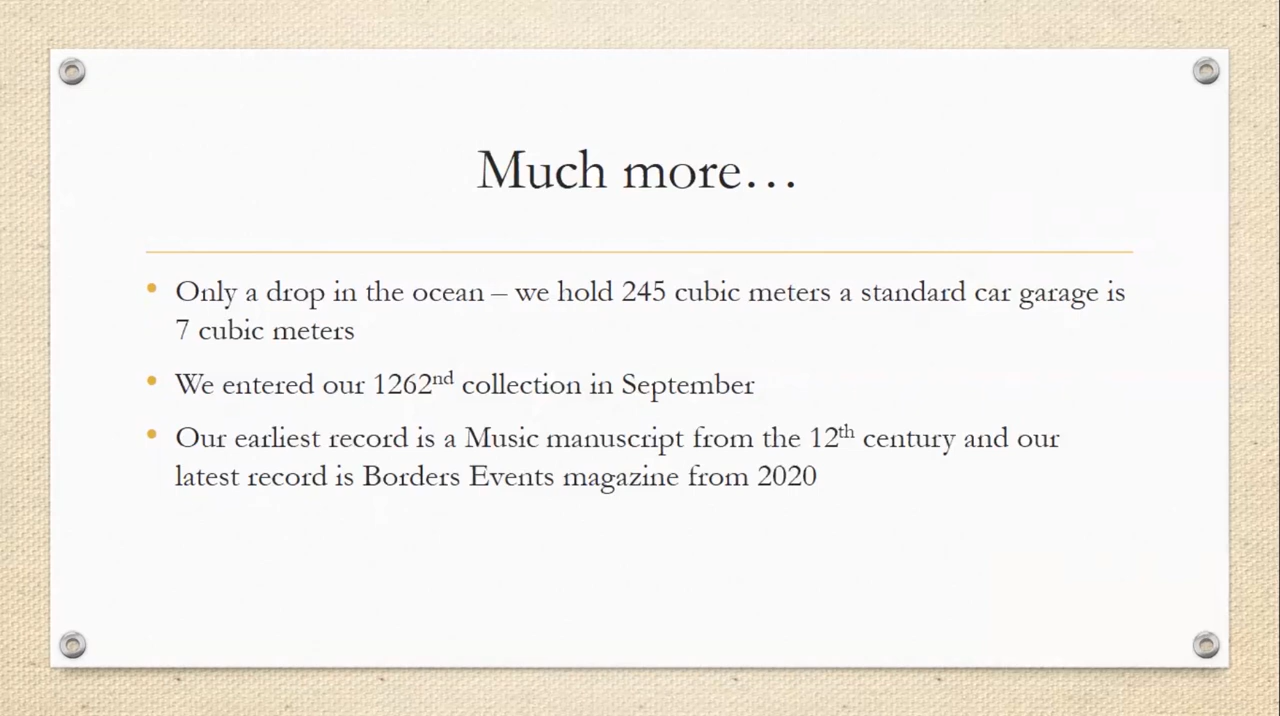 Much more…
• Only a drop in the ocean – we hold 245 cubic meters a standard car garage is
7 cubic meters
• We entered our 1262nd collection in September
• Our earliest record is a Music manuscript from the 12th century and our
latest record is Borders Events magazine from 2020